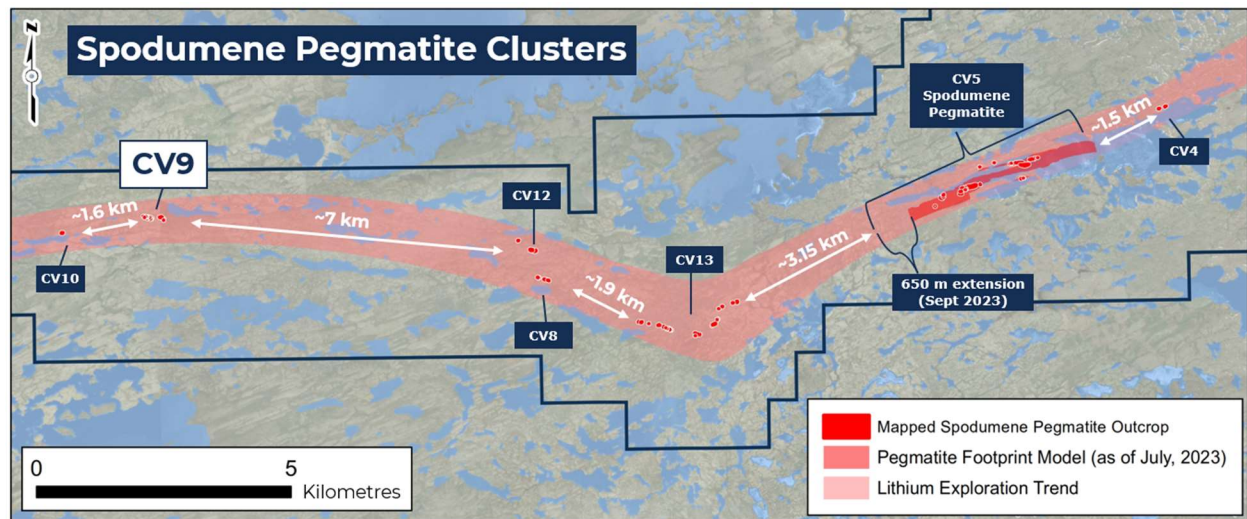 Spodumene Pegmatite Clusters
CV5
Spodumene
Pegmatite
~1.5 km
CV4
CV9
~1.6 km
CV10
~7 km
CV12
CV8
~1.9 km
CV13
~3.15 km
650 m extension
(Sept 2023)
0 5
Kilometres
Mapped Spodumene Pegmatite Outcrop
Pegmatite Footprint Model (as of July, 2023)
Lithium Exploration Trend